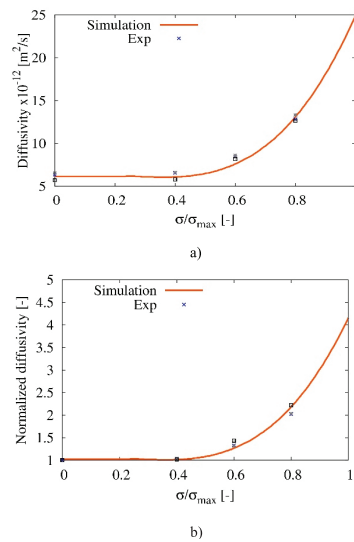 Simulation
Exp
Diffusivity x10-12 [m2/s]
25
20
15
10
5
0 0.2 0.4 0.6 0.8
σ/σmax [-]
a)
Simulation
Exp
Normalized diffusivity [-]
5
4.5
4
3.5
3
2.5
2
1.5
1
0 0.2 0.4 0.6 0.8 1
σ/σmax [-]
b)